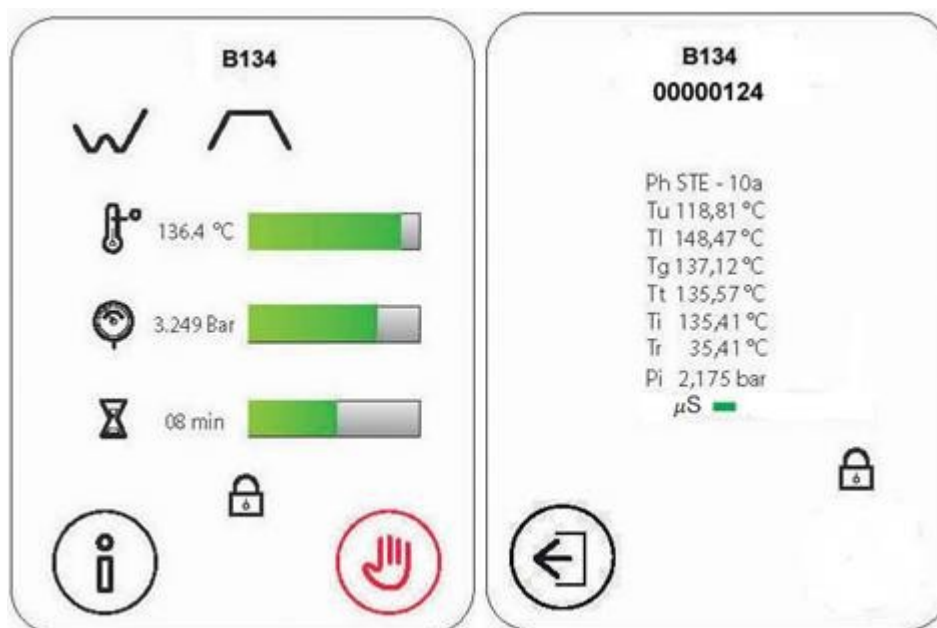 B134
136.4 °C
3.249 Bar
08 min
B134
00000124
Ph STE - 10a
Tu 118,81 °C
Tl 148,47 °C
Tg 137,12 °C
Tt 135,57 °C
Ti 135,41 °C
Tr 35,41 °C
Pi 2,175 bar
µS